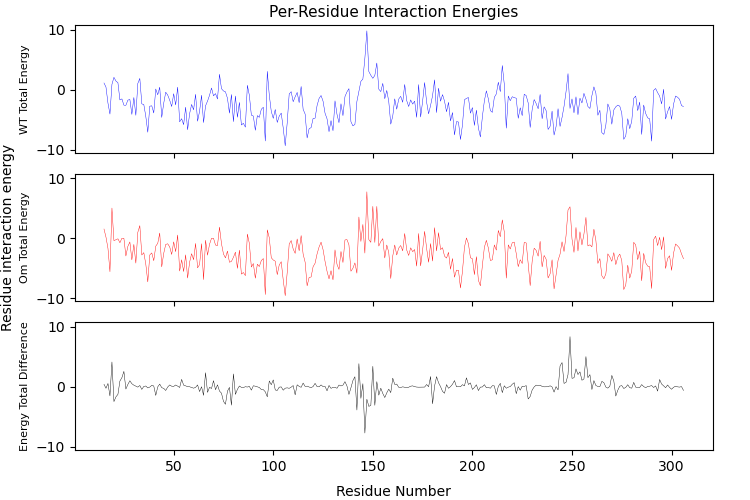 Per-Residue Interaction Energies
Residue interaction energy
WT Total Energy
10
0
−10
Om Total Energy
10
0
−10
Energy Total Difference
10
0
−10
50
100
150
200
250
300
Residue Number